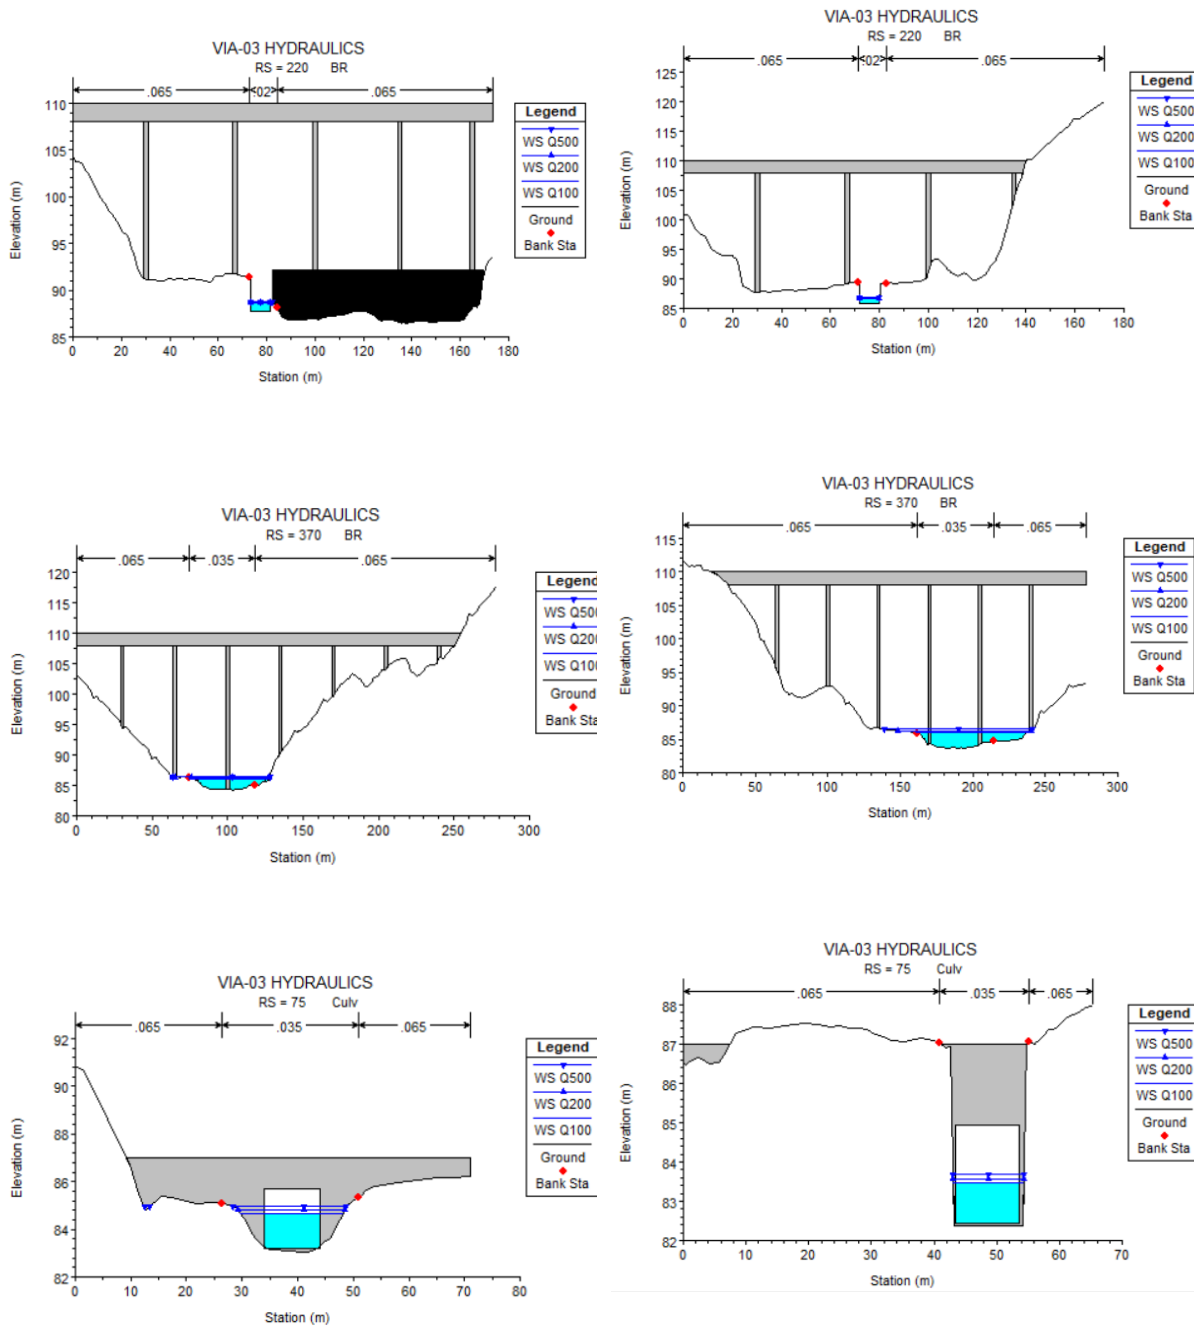 VIA-03 HYDRAULICS
RS = 220 BR
.065
.02
.065
110
105
100
95
90
85
Elevation (m)
0 20 40 60 80 100 120 140 160 180
Station (m)
Legend
WS Q500
WS Q200
WS Q100
Ground
Bank Sta
VIA-03 HYDRAULICS
RS = 220 BR
.065
.02
.065
125
120
115
110
105
100
95
90
85
Elevation (m)
0 20 40 60 80 100 120 140 160 180
Station (m)
Legend
WS Q500
WS Q200
WS Q100
Ground
Bank Sta
VIA-03 HYDRAULICS
RS = 370 BR
.065
.035
.065
120
115
110
105
100
95
90
85
80
Elevation (m)
0 50 100 150 200 250 300
Station (m)
Legend
WS Q500
WS Q200
WS Q100
Ground
Bank Sta
VIA-03 HYDRAULICS
RS = 370 BR
.065
.035
.065
115
110
105
100
95
90
85
80
Elevation (m)
0 50 100 150 200 250 300
Station (m)
Legend
WS Q500
WS Q200
WS Q100
Ground
Bank Sta
VIA-03 HYDRAULICS
RS = 75 Culv
.065
.035
.065
92
90
88
86
84
82
Elevation (m)
0 10 20 30 40 50 60 70 80
Station (m)
Legend
WS Q500
WS Q200
WS Q100
Ground
Bank Sta
VIA-03 HYDRAULICS
RS = 75 Culv
.065
.035
.065
88
87
86
85
84
83
82
Elevation (m)
0 10 20 30 40 50 60 70
Station (m)
Legend
WS Q500
WS Q200
WS Q100
Ground
Bank Sta